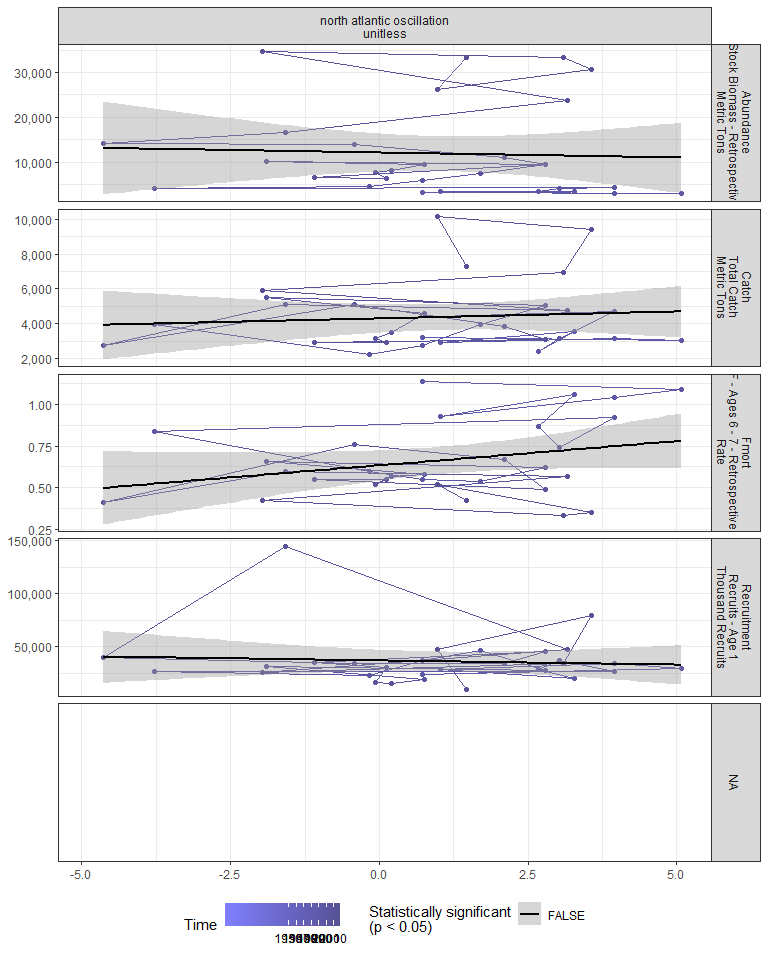 north atlantic oscillation
unitless
30,000
20,000
10,000
Abundance
Stock Biomass - Retrospectiv
Metric Tons
10,000
8,000
6,000
4,000
2,000
Catch
Total Catch
Metric Tons
1.00
0.75
0.50
0.25
Fmort
F - Ages 6 - 7 - Retrospective
Rate
150,000
100,000
50,000
Recruitment
Recruits - Age 1
Thousand Recruits
NA
-5.0
-2.5
0.0
2.5
5.0
Time
Statistically significant
(p < 0.05)
FALSE